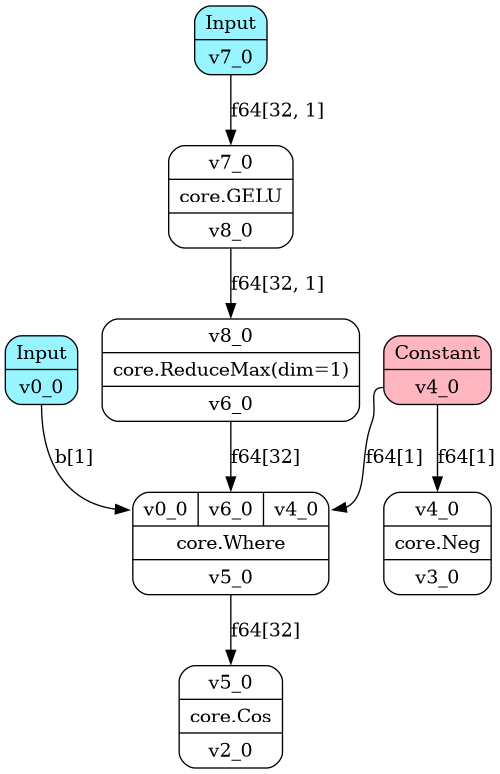 Input
v7_0
f64[32, 1]
v7_0
core.GELU
v8_0
f64[32, 1]
Input
v0_0
v8_0
core.ReduceMax(dim=1)
v6_0
Constant
v4_0
b[1]
f64[32]
f64[1]
f64[1]
v0_0 v6_0 v4_0
core.Where
v5_0
v4_0
core.Neg
v3_0
f64[32]
v5_0
core.Cos
v2_0